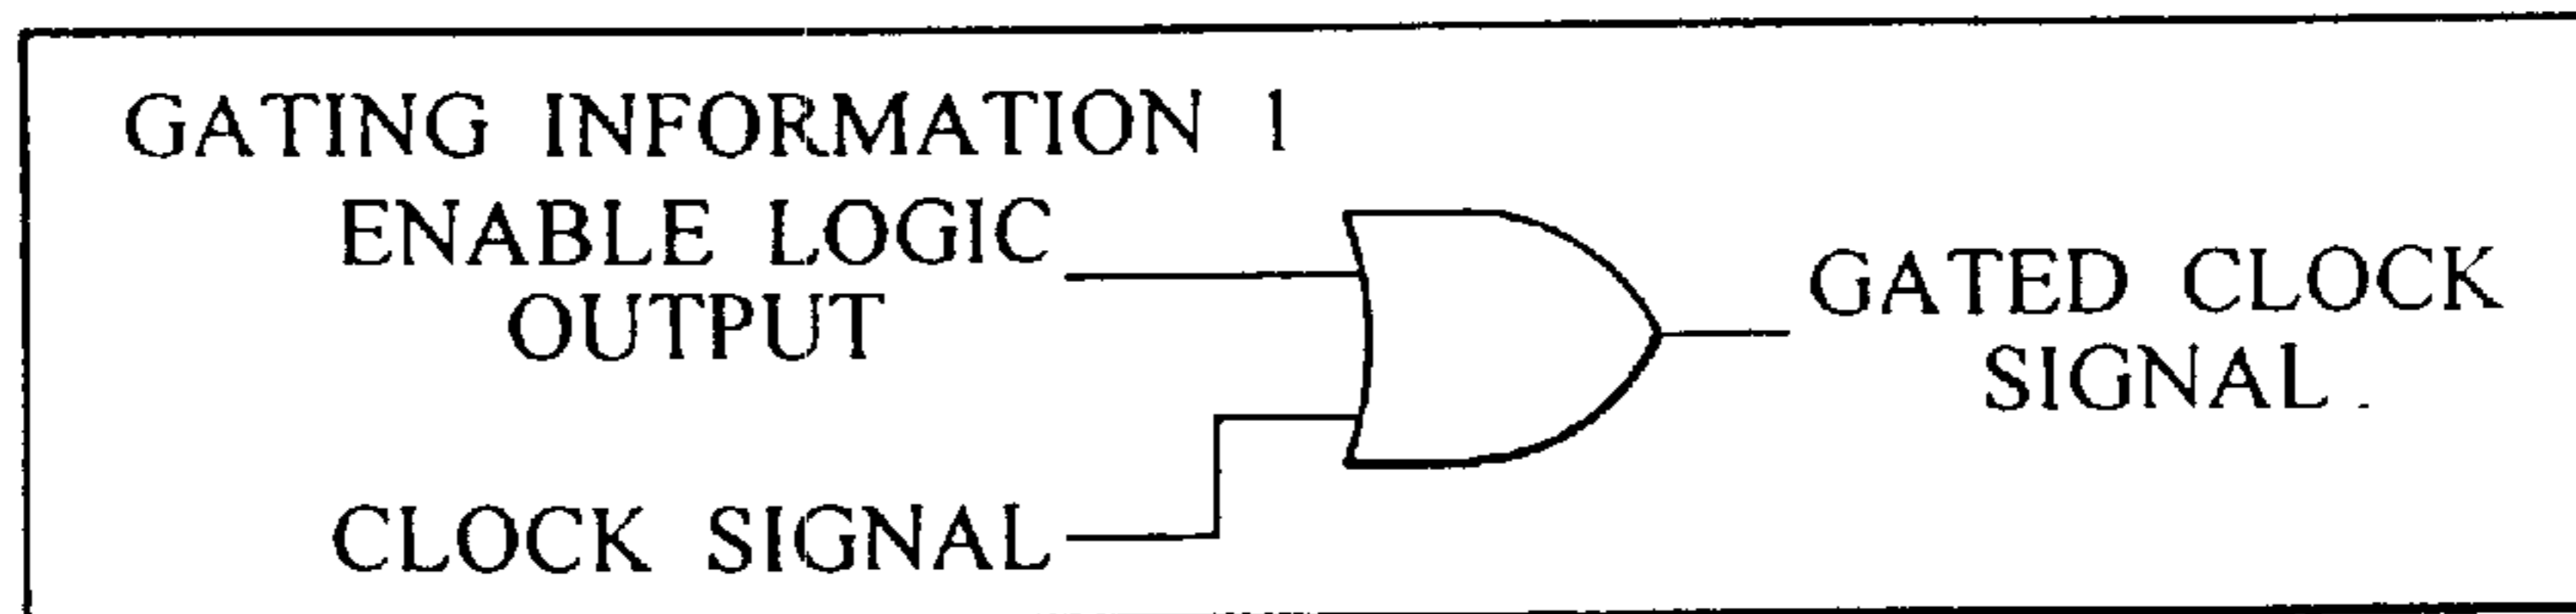 GATING INFORMATION 1
ENABLE LOGIC
OUTPUT
CLOCK SIGNAL
GATED CLOCK
SIGNAL